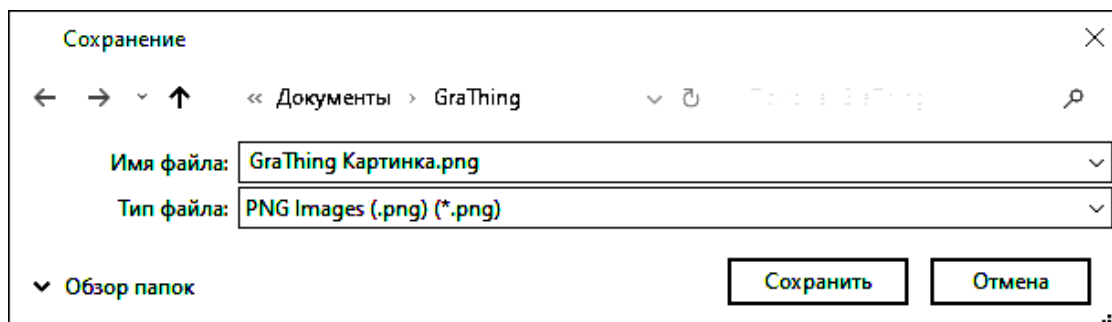 Сохранение
« Документы › GraThing
Имя файла: GraThing Картинка.png
Тип файла: PNG Images (.png) (*.png)
Обзор папок
Сохранить
Отмена